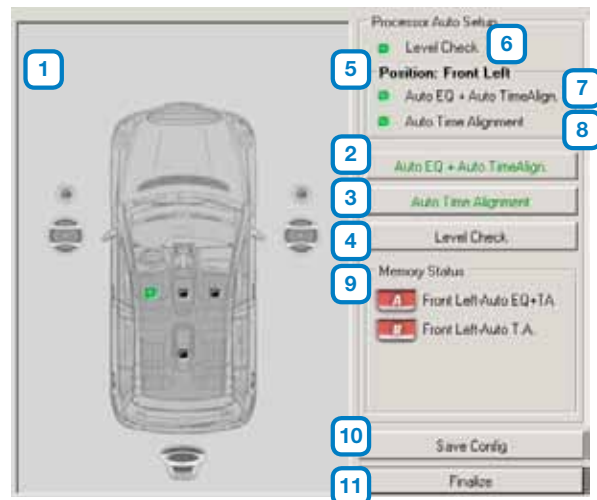 Processor Auto Setup
Level Check
6
1
5
Position: Front Left
Auto EQ + Auto TimeAlign.
7
Auto Time Alignment
8
2
Auto EQ + Auto TimeAlign.
3
Auto Time Alignment
4
Level Check
9
Memory Status
A Front Left-Auto EQ+TA
B Front Left-Auto T.A.
10
Save Config
11
Finalize